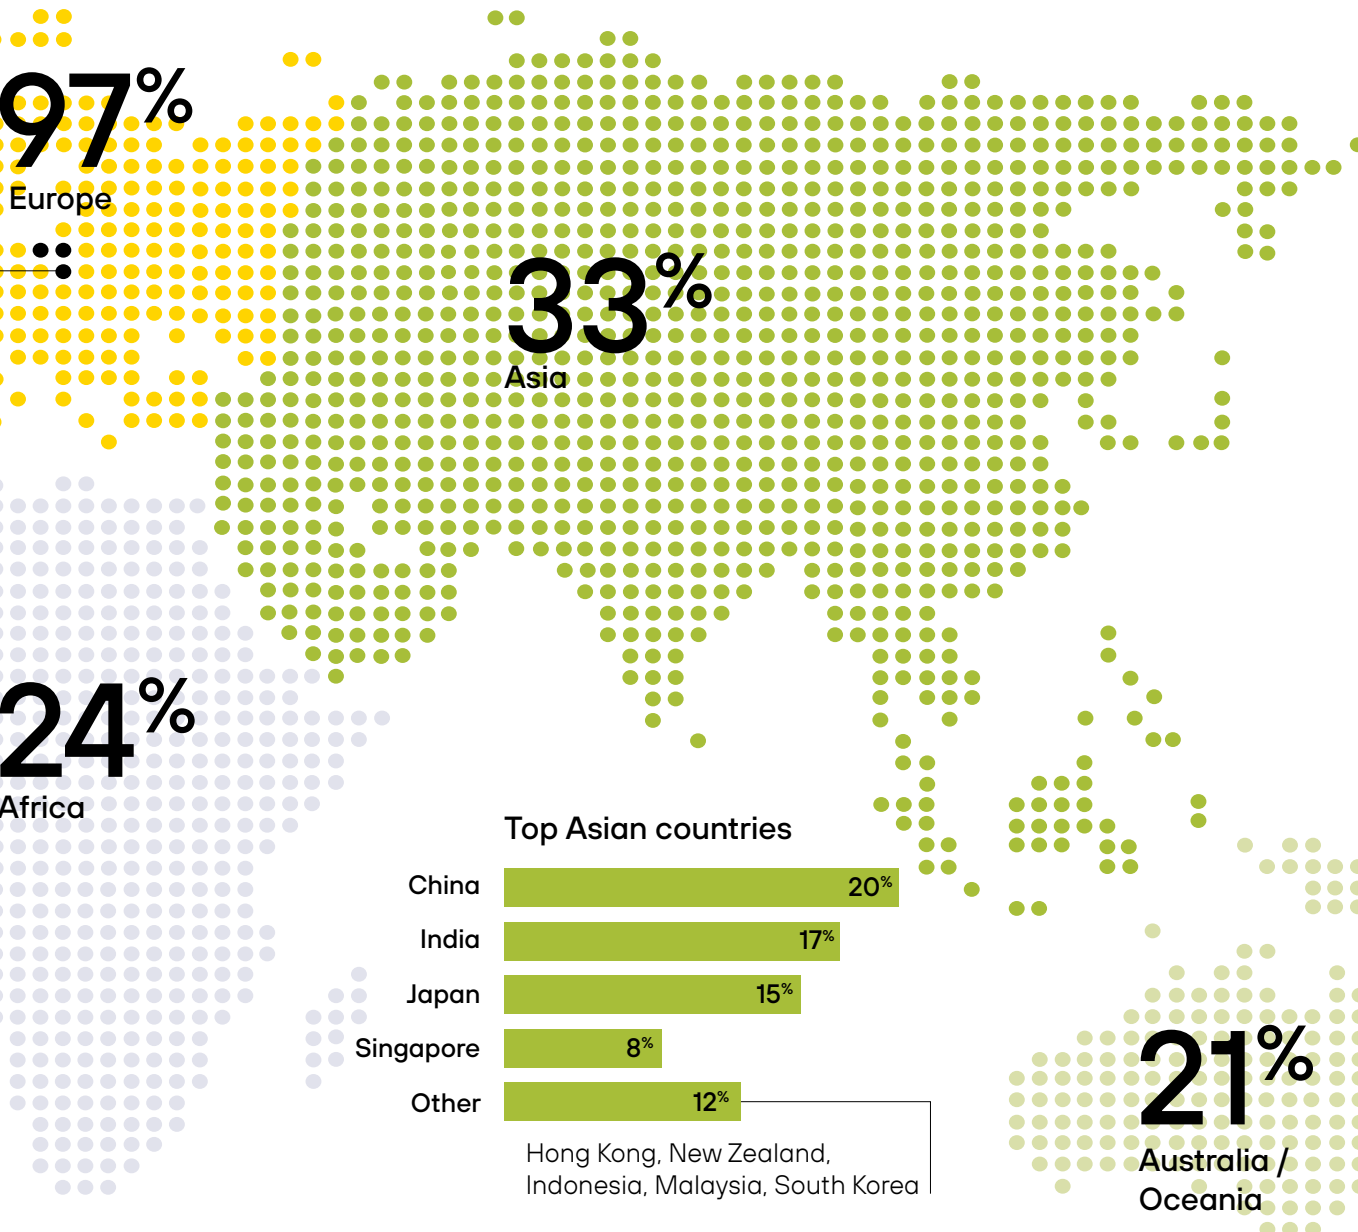 97%
Europe
33%
Asia
24%
Africa
Top Asian countries
China 20%
India 17%
Japan 15%
Singapore 8%
Other 12%
Hong Kong, New Zealand,
Indonesia, Malaysia, South Korea
21%
Australia /
Oceania